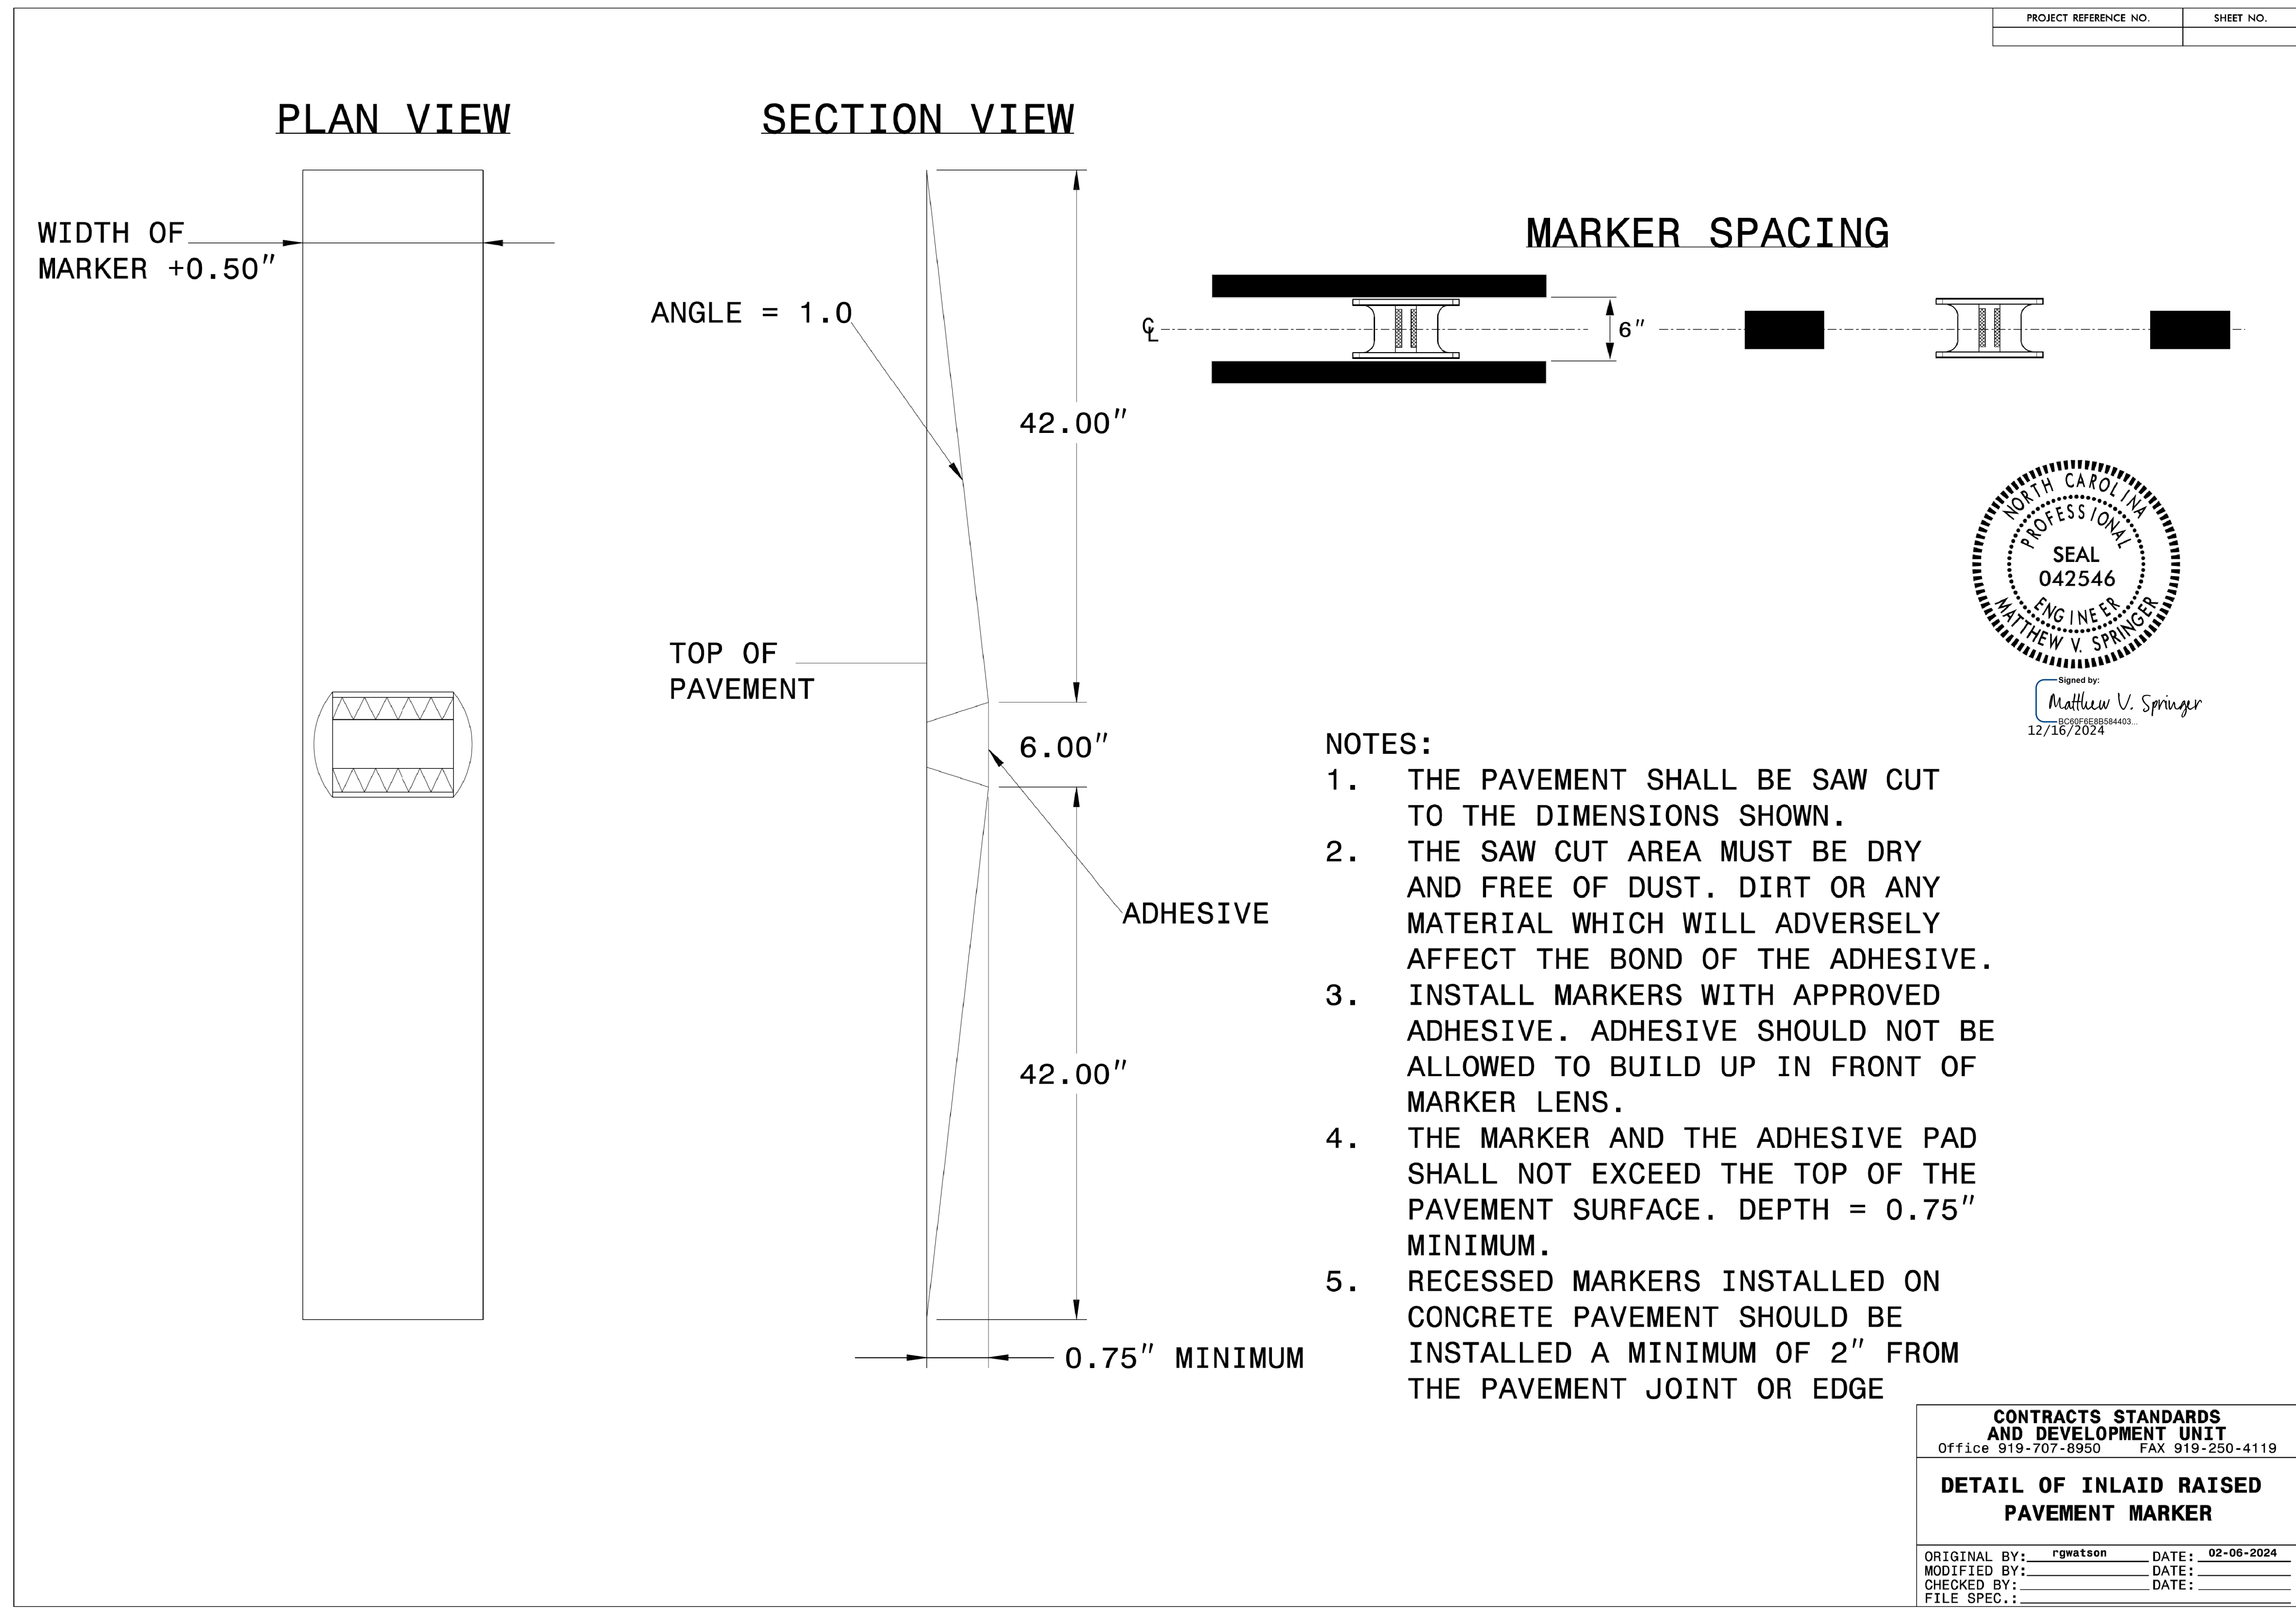 PROJECT REFERENCE NO.
SHEET NO.
PLAN VIEW
WIDTH OF
MARKER +0.50"
SECTION VIEW
ANGLE = 1.0
42.00"
TOP OF
PAVEMENT
6.00"
ADHESIVE
42.00"
0.75" MINIMUM
MARKER SPACING
CL
6"
NORTH CAROLINA
PROFESSIONAL
SEAL
042546
ENGINEER
MATTHEW V. SPRINGER
Signed by:
Matthew V. Springer
BC60F6E8B584403...
12/16/2024
NOTES:
1. THE PAVEMENT SHALL BE SAW CUT
TO THE DIMENSIONS SHOWN.
2. THE SAW CUT AREA MUST BE DRY
AND FREE OF DUST. DIRT OR ANY
MATERIAL WHICH WILL ADVERSELY
AFFECT THE BOND OF THE ADHESIVE.
3. INSTALL MARKERS WITH APPROVED
ADHESIVE. ADHESIVE SHOULD NOT BE
ALLOWED TO BUILD UP IN FRONT OF
MARKER LENS.
4. THE MARKER AND THE ADHESIVE PAD
SHALL NOT EXCEED THE TOP OF THE
PAVEMENT SURFACE. DEPTH = 0.75"
MINIMUM.
5. RECESSED MARKERS INSTALLED ON
CONCRETE PAVEMENT SHOULD BE
INSTALLED A MINIMUM OF 2" FROM
THE PAVEMENT JOINT OR EDGE
CONTRACTS STANDARDS
AND DEVELOPMENT UNIT
Office 919-707-8950 FAX 919-250-4119
DETAIL OF INLAID RAISED
PAVEMENT MARKER
ORIGINAL BY: rgwatson DATE: 02-06-2024
MODIFIED BY: DATE:
CHECKED BY: DATE:
FILE SPEC.: